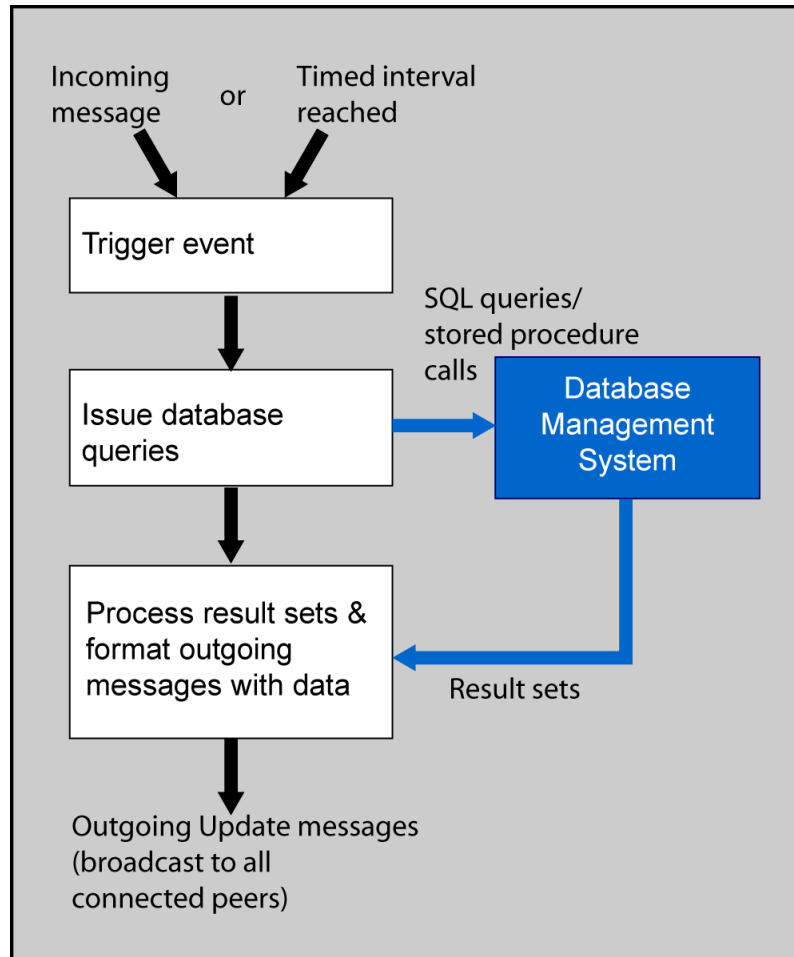 Incoming
message
or
Timed interval
reached
Trigger event
SQL queries/
stored procedure
calls
Issue database
queries
Database
Management
System
Process result sets &
format outgoing
messages with data
Result sets
Outgoing Update messages
(broadcast to all
connected peers)